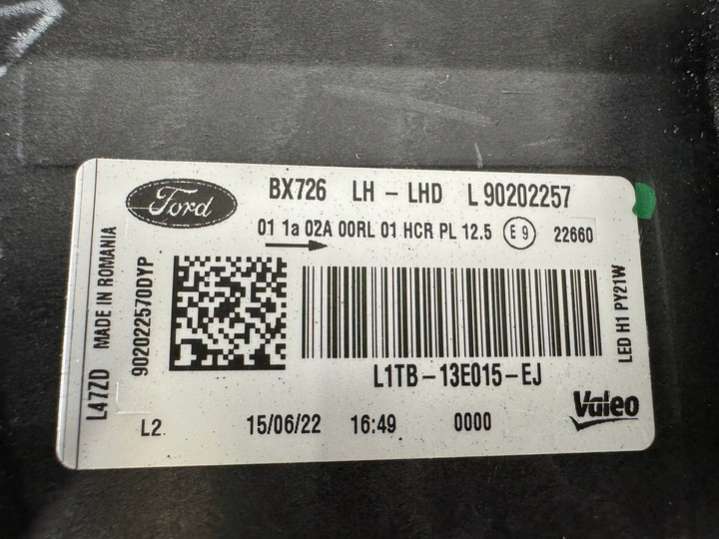 Ford
BX726 LH - LHD L 90202257
01 1a 02A 00RL 01 HCR PL 12.5 E 9 22660
L47ZD MADE IN ROMANIA
902022570DYP
LED H1 PY21W
L1TB-13E015-EJ
Valeo
L2 15/06/22 16:49 0000